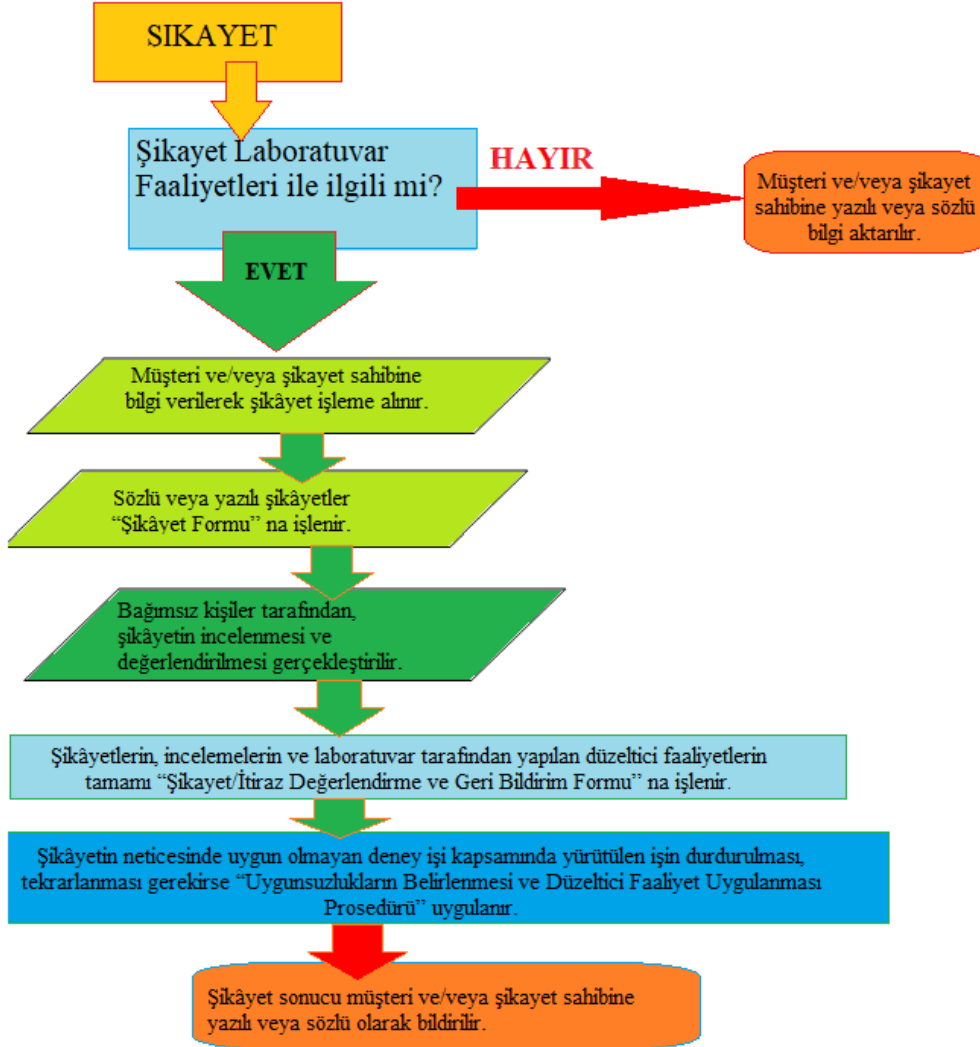 SIKAYET
Şikayet Laboratuvar
Faaliyetleri ile ilgili mi?
HAYIR
Müşteri ve/veya şikayet
sahibine yazılı veya sözlü
bilgi aktarılır.
EVET
Müşteri ve/veya şikayet sahibine
bilgi verilerek şikâyet işleme alınır.
Sözlü veya yazılı şikâyetler
“Şikâyet Formu” na işlenir.
Bağımsız kişiler tarafından,
şikâyetin incelenmesi ve
değerlendirilmesi gerçekleştirilir.
Şikâyetlerin, incelemelerin ve laboratuvar tarafından yapılan düzeltici faaliyetlerin
tamamı “Şikayet/İtiraz Değerlendirme ve Geri Bildirim Formu” na işlenir.
Şikâyetin neticesinde uygun olmayan deney işi kapsamında yürütülen işin durdurulması,
tekrarlanması gerekirse “Uygunsuzlukların Belirlenmesi ve Düzeltici Faaliyet Uygulanması
Prosedürü” uygulanır.
Şikâyet sonucu müşteri ve/veya şikayet sahibine
yazılı veya sözlü olarak bildirilir.